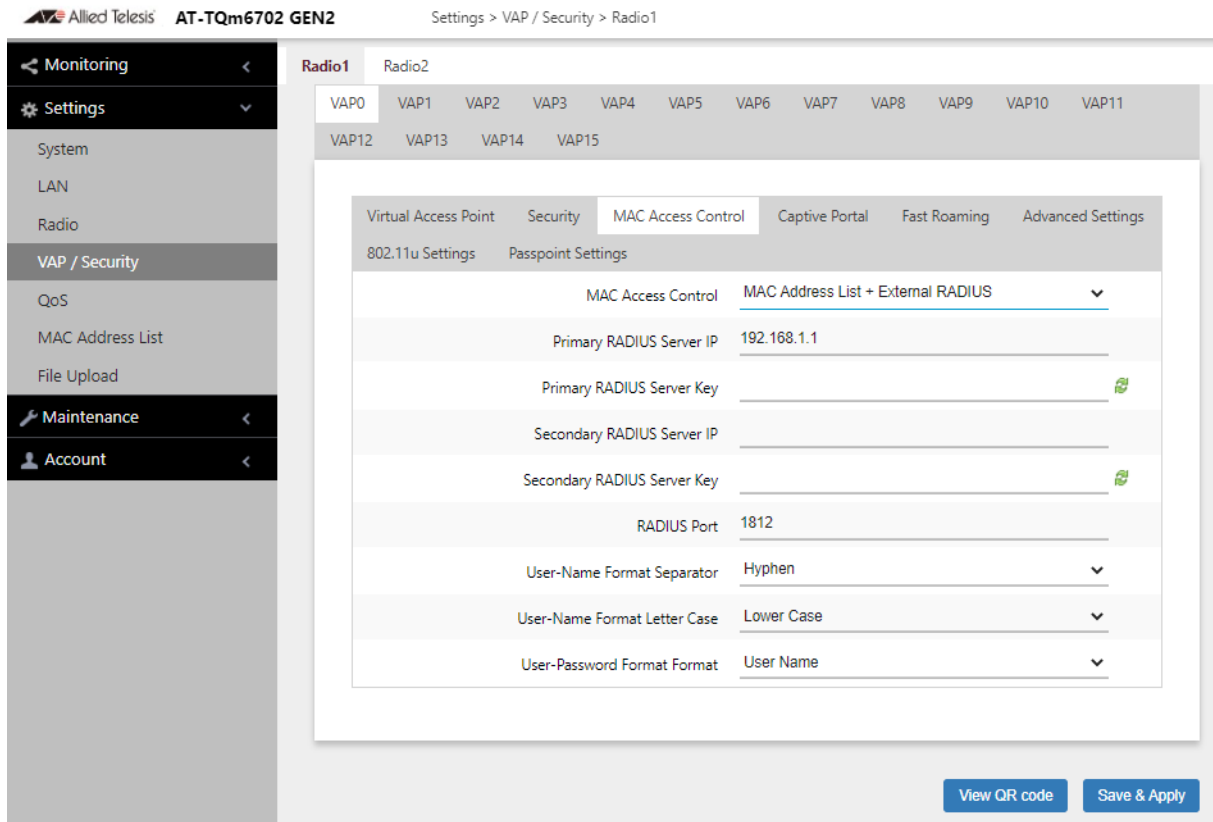 Allied Telesis AT-TQm6702 GEN2 Settings > VAP / Security > Radio1
Monitoring
Settings
System
LAN
Radio
VAP / Security
QoS
MAC Address List
File Upload
Maintenance
Account
Radio1 Radio2
VAP0 VAP1 VAP2 VAP3 VAP4 VAP5 VAP6 VAP7 VAP8 VAP9 VAP10 VAP11
VAP12 VAP13 VAP14 VAP15
Virtual Access Point Security MAC Access Control Captive Portal Fast Roaming Advanced Settings
802.11u Settings Passpoint Settings
MAC Access Control MAC Address List + External RADIUS
Primary RADIUS Server IP 192.168.1.1
Primary RADIUS Server Key
Secondary RADIUS Server IP
Secondary RADIUS Server Key
RADIUS Port 1812
User-Name Format Separator Hyphen
User-Name Format Letter Case Lower Case
User-Password Format Format User Name
View QR code Save & Apply